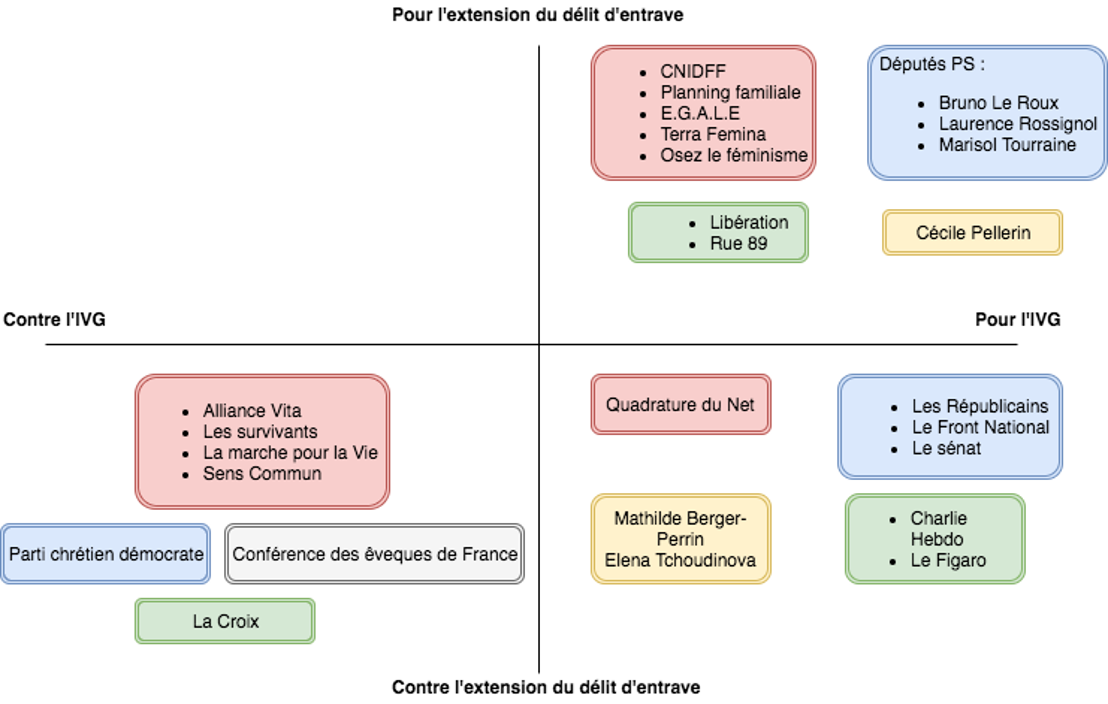 Pour l'extension du délit d'entrave
• CNIDFF
• Planning familiale
• E.G.A.L.E
• Terra Femina
• Osez le féminisme
Députés PS :
• Bruno Le Roux
• Laurence Rossignol
• Marisol Tourraine
• Libération
• Rue 89
Cécile Pellerin
Contre l'IVG
Pour l'IVG
• Alliance Vita
• Les survivants
• La marche pour la Vie
• Sens Commun
Quadrature du Net
• Les Républicains
• Le Front National
• Le sénat
Parti chrétien démocrate
Conférence des êveques de France
Mathilde Berger-
Perrin
Elena Tchoudinova
• Charlie
Hebdo
• Le Figaro
La Croix
Contre l'extension du délit d'entrave